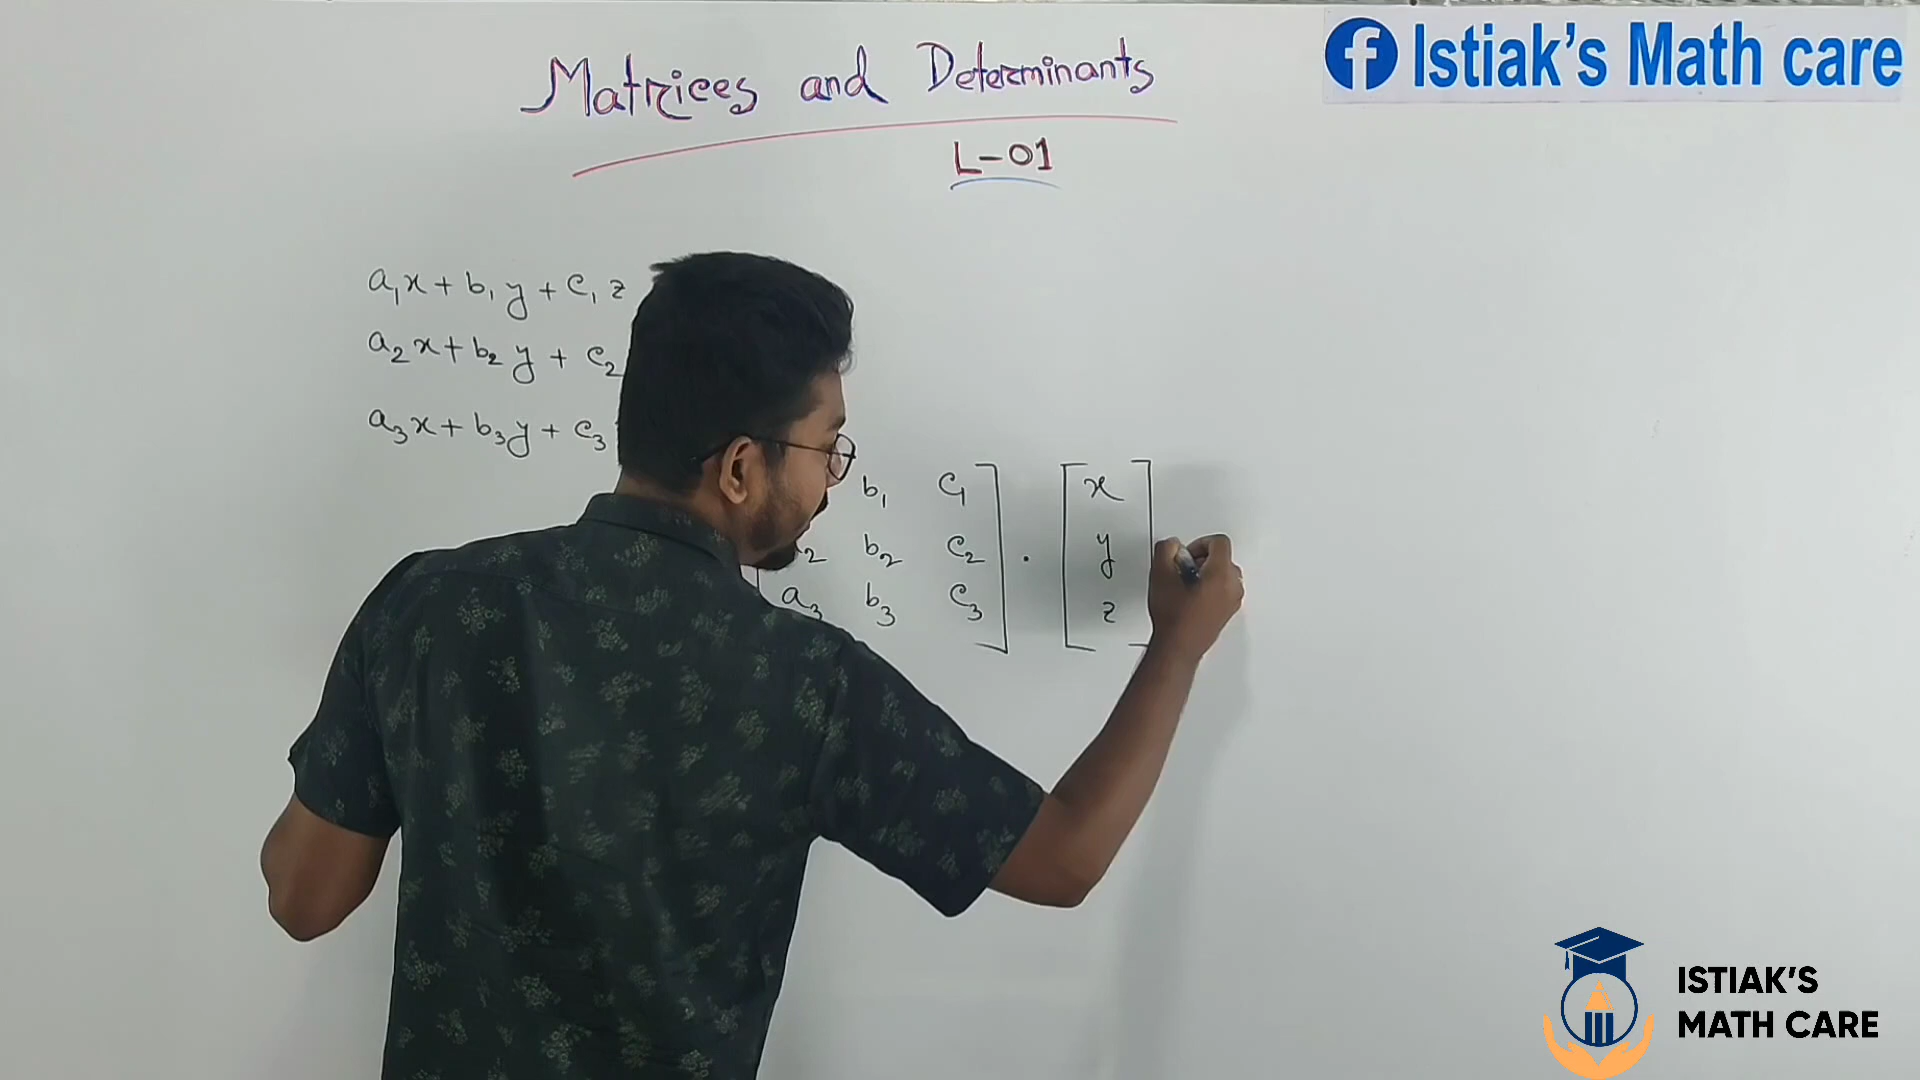 Matrices and Determinants
Istiak's Math care
L-01
a₁x + b₁y + c₁z
a₂x + b₂y + c₂
a₃x + b₃y + c₃
b₁ c₁ x
₂ b₂ c₂ · y
a₃ b₃ c₃ z
ISTIAK'S
MATH CARE